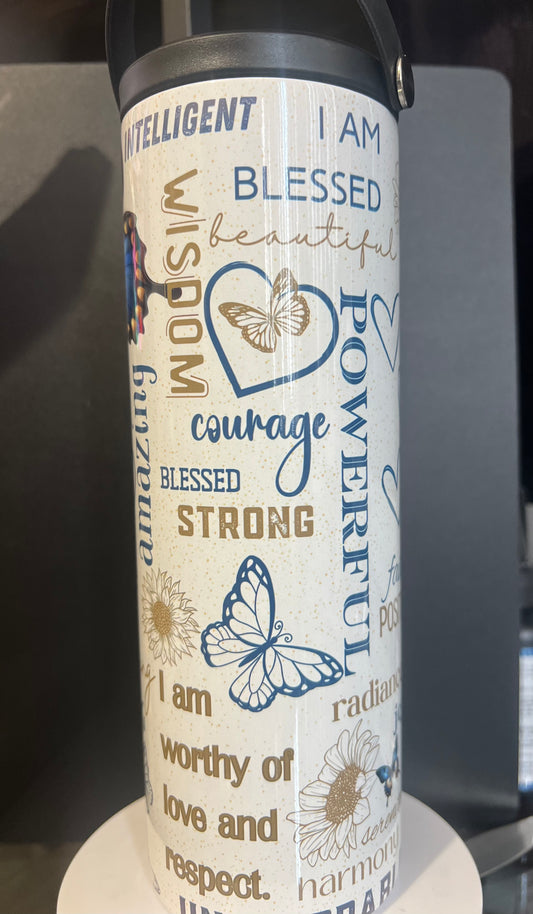 INTELLIGENT
I AM
BLESSED
beautiful
WISDOM
POWERFUL
amazing
courage
BLESSED
STRONG
I am
worthy of
love and
respect.
radiance
harmony